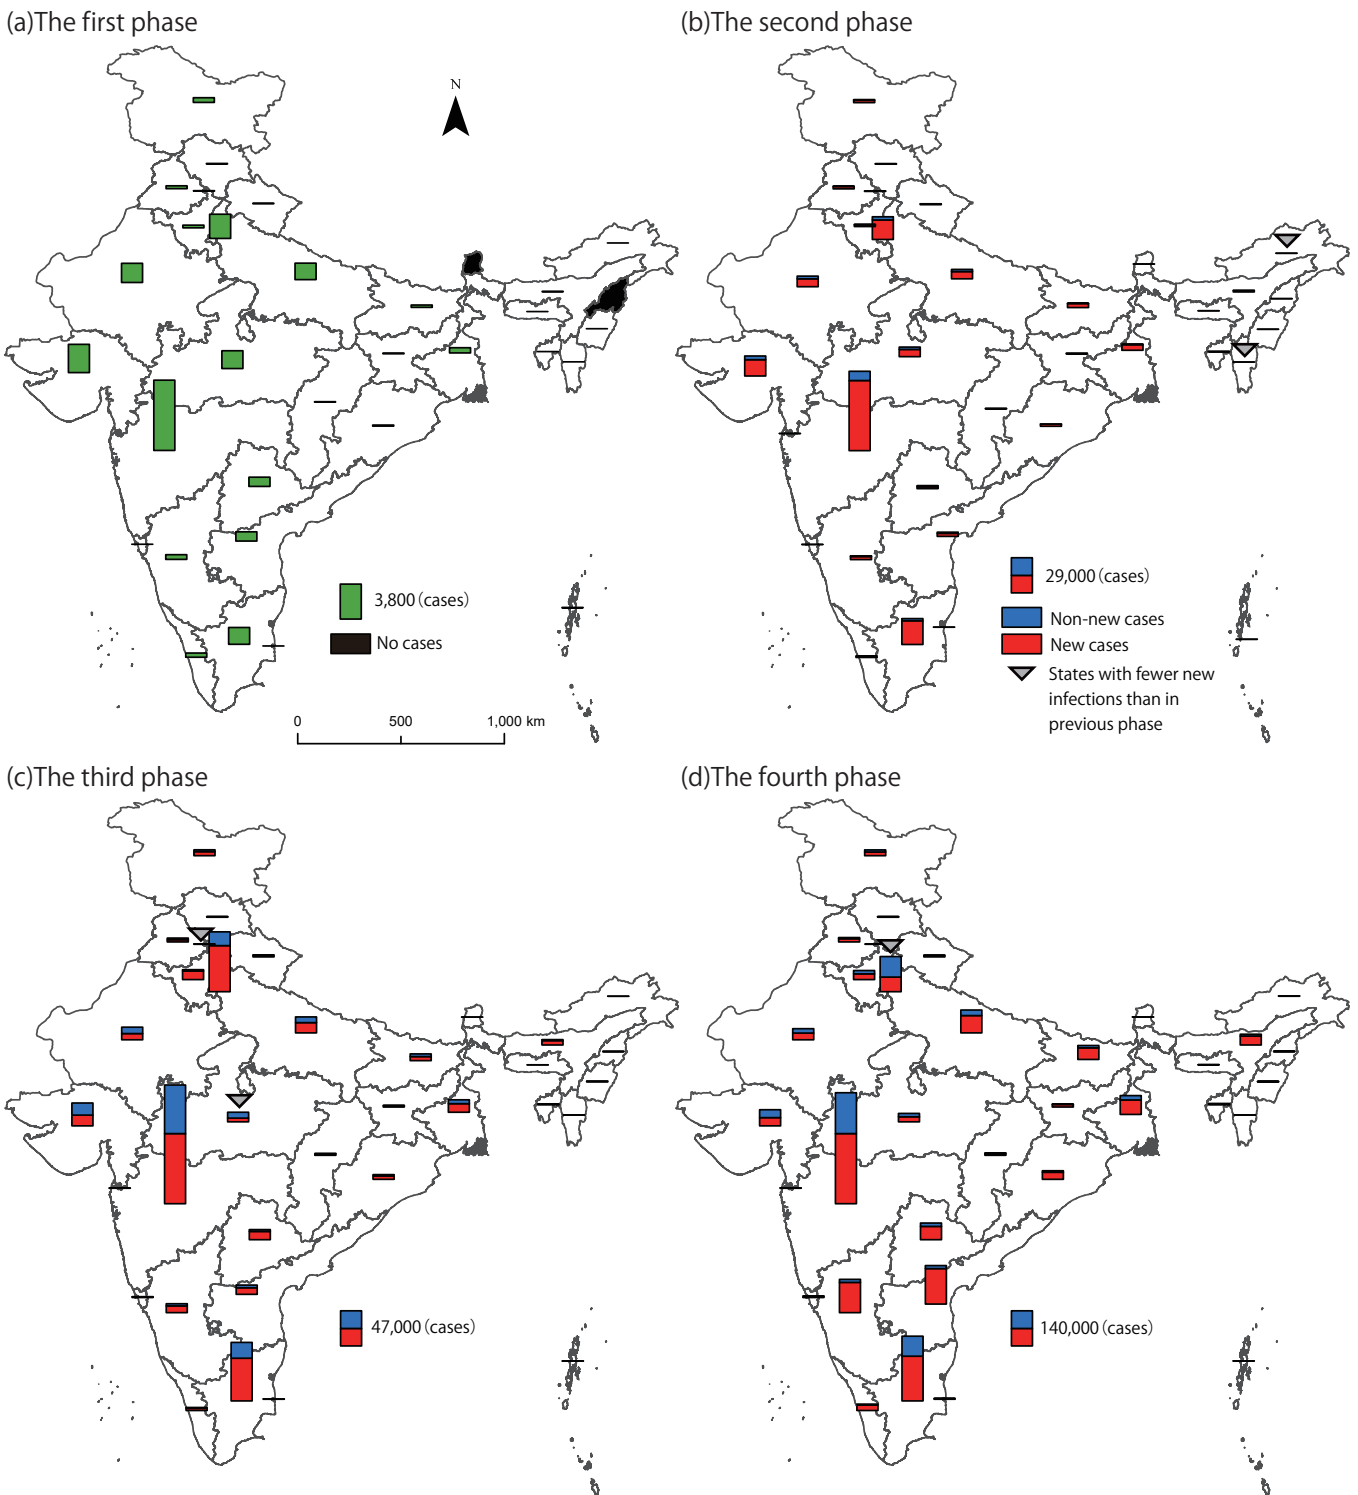 (a)The first phase
(b)The second phase
N
3,800(cases)
No cases
0 500 1,000 km
29,000(cases)
Non-new cases
New cases
States with fewer new
infections than in
previous phase
(c)The third phase
(d)The fourth phase
47,000(cases)
140,000(cases)